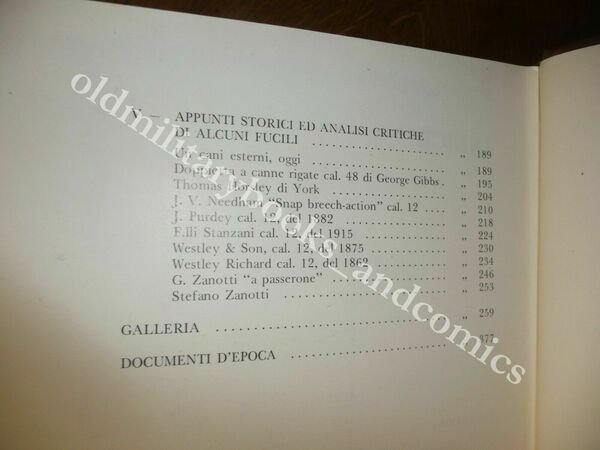 V — APPUNTI STORICI ED ANALISI CRITICHE
DI ALCUNI FUCILI . . . . . . . . . . . . . . . . . . . . „ 189
Un cani esterni, oggi . . . . . . . . . . . . . . . . . . „ 189
Doppietta a canne rigate cal. 48 di George Gibbs . „ 195
Thomas Horsley di York . . . . . . . . . . . . . . . . „ 204
J. V. Needham “Snap breech-action” cal. 12 . . . . „ 210
J. Purdey cal. 12, del 1882 . . . . . . . . . . . . . . . „ 218
F.lli Stanzani cal. 12, del 1915 . . . . . . . . . . . . . „ 224
Westley & Son, cal. 12, del 1875 . . . . . . . . . . . „ 230
Westley Richard cal. 12, del 1862 . . . . . . . . . . . „ 234
G. Zanotti “a passerone” . . . . . . . . . . . . . . . . „ 246
Stefano Zanotti . . . . . . . . . . . . . . . . . . . . . . „ 253
GALLERIA . . . . . . . . . . . . . . . . . . . . . . . . . . „ 259
DOCUMENTI D'EPOCA . . . . . . . . . . . . . . . . . . „ 377
oldmilitarybooks_andcomics